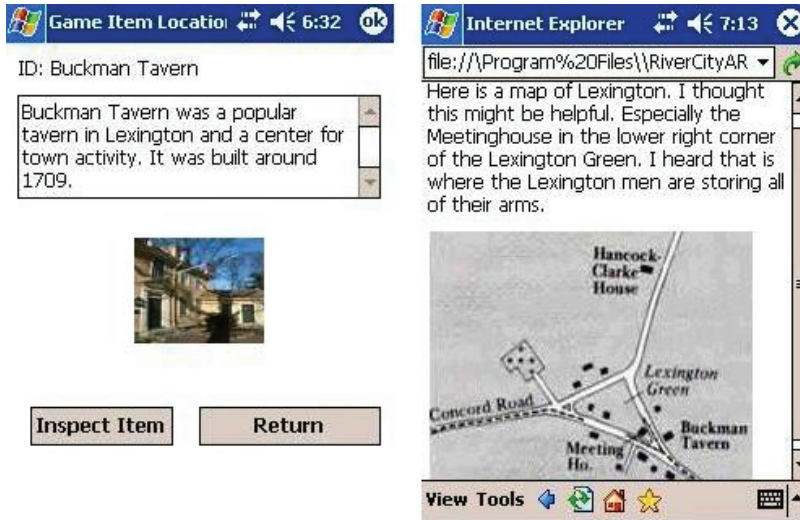 Game Item Location 6:32 ok
ID: Buckman Tavern
Buckman Tavern was a popular
tavern in Lexington and a center for
town activity. It was built around
1709.
Inspect Item Return
Internet Explorer 7:13
file://\Program%20Files\\RiverCityAR
Here is a map of Lexington. I thought
this might be helpful. Especially the
Meetinghouse in the lower right corner
of the Lexington Green. I heard that is
where the Lexington men are storing all
of their arms.
Hancock-
Clarke
House
Lexington
Green
Concord Road
Buckman
Tavern
Meeting
Ho.
View Tools